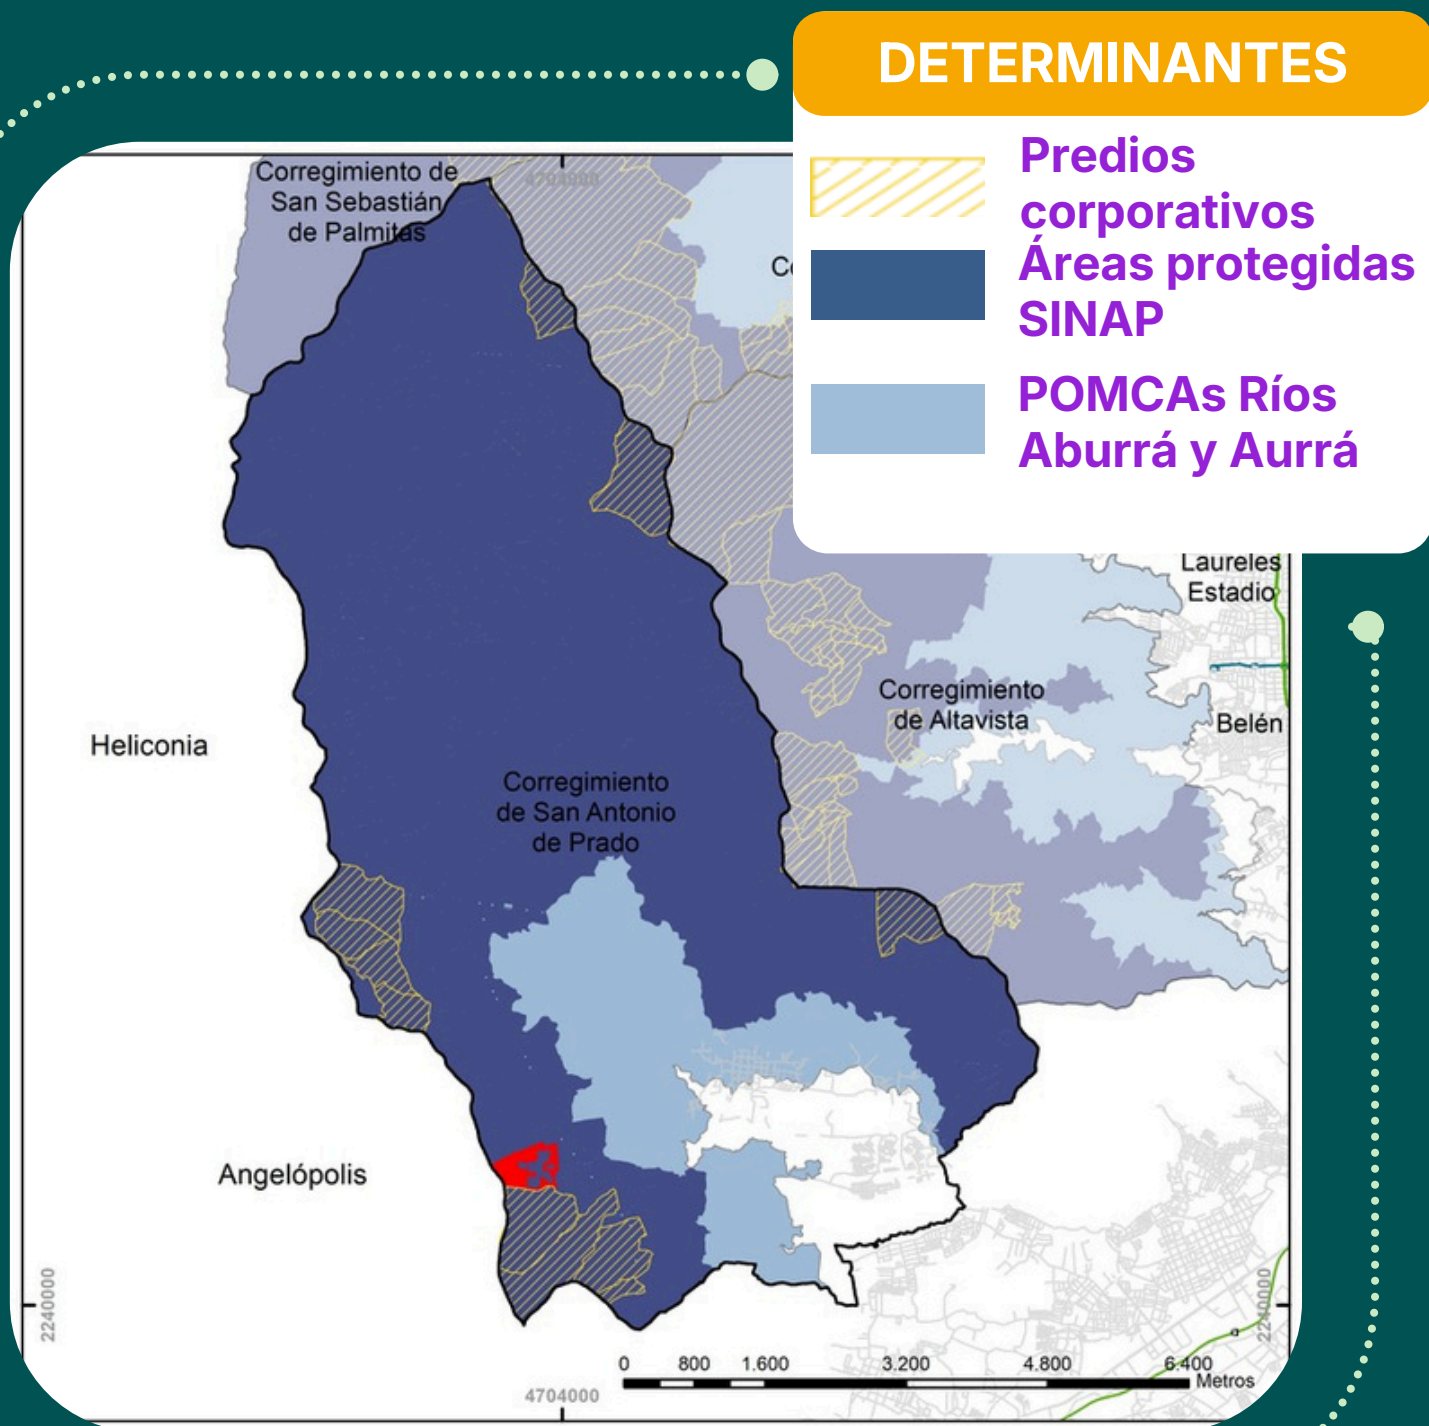 DETERMINANTES
Predios
corporativos
Áreas protegidas
SINAP
POMCAs Ríos
Aburrá y Aurrá
4704000
Corregimiento de
San Sebastián
de Palmitas
Laureles
Estadio
Corregimiento
de Altavista
Belén
Heliconia
Corregimiento
de San Antonio
de Prado
Angelópolis
2240000
2240000
0 800 1.600 3.200 4.800 6.400
Metros
4704000